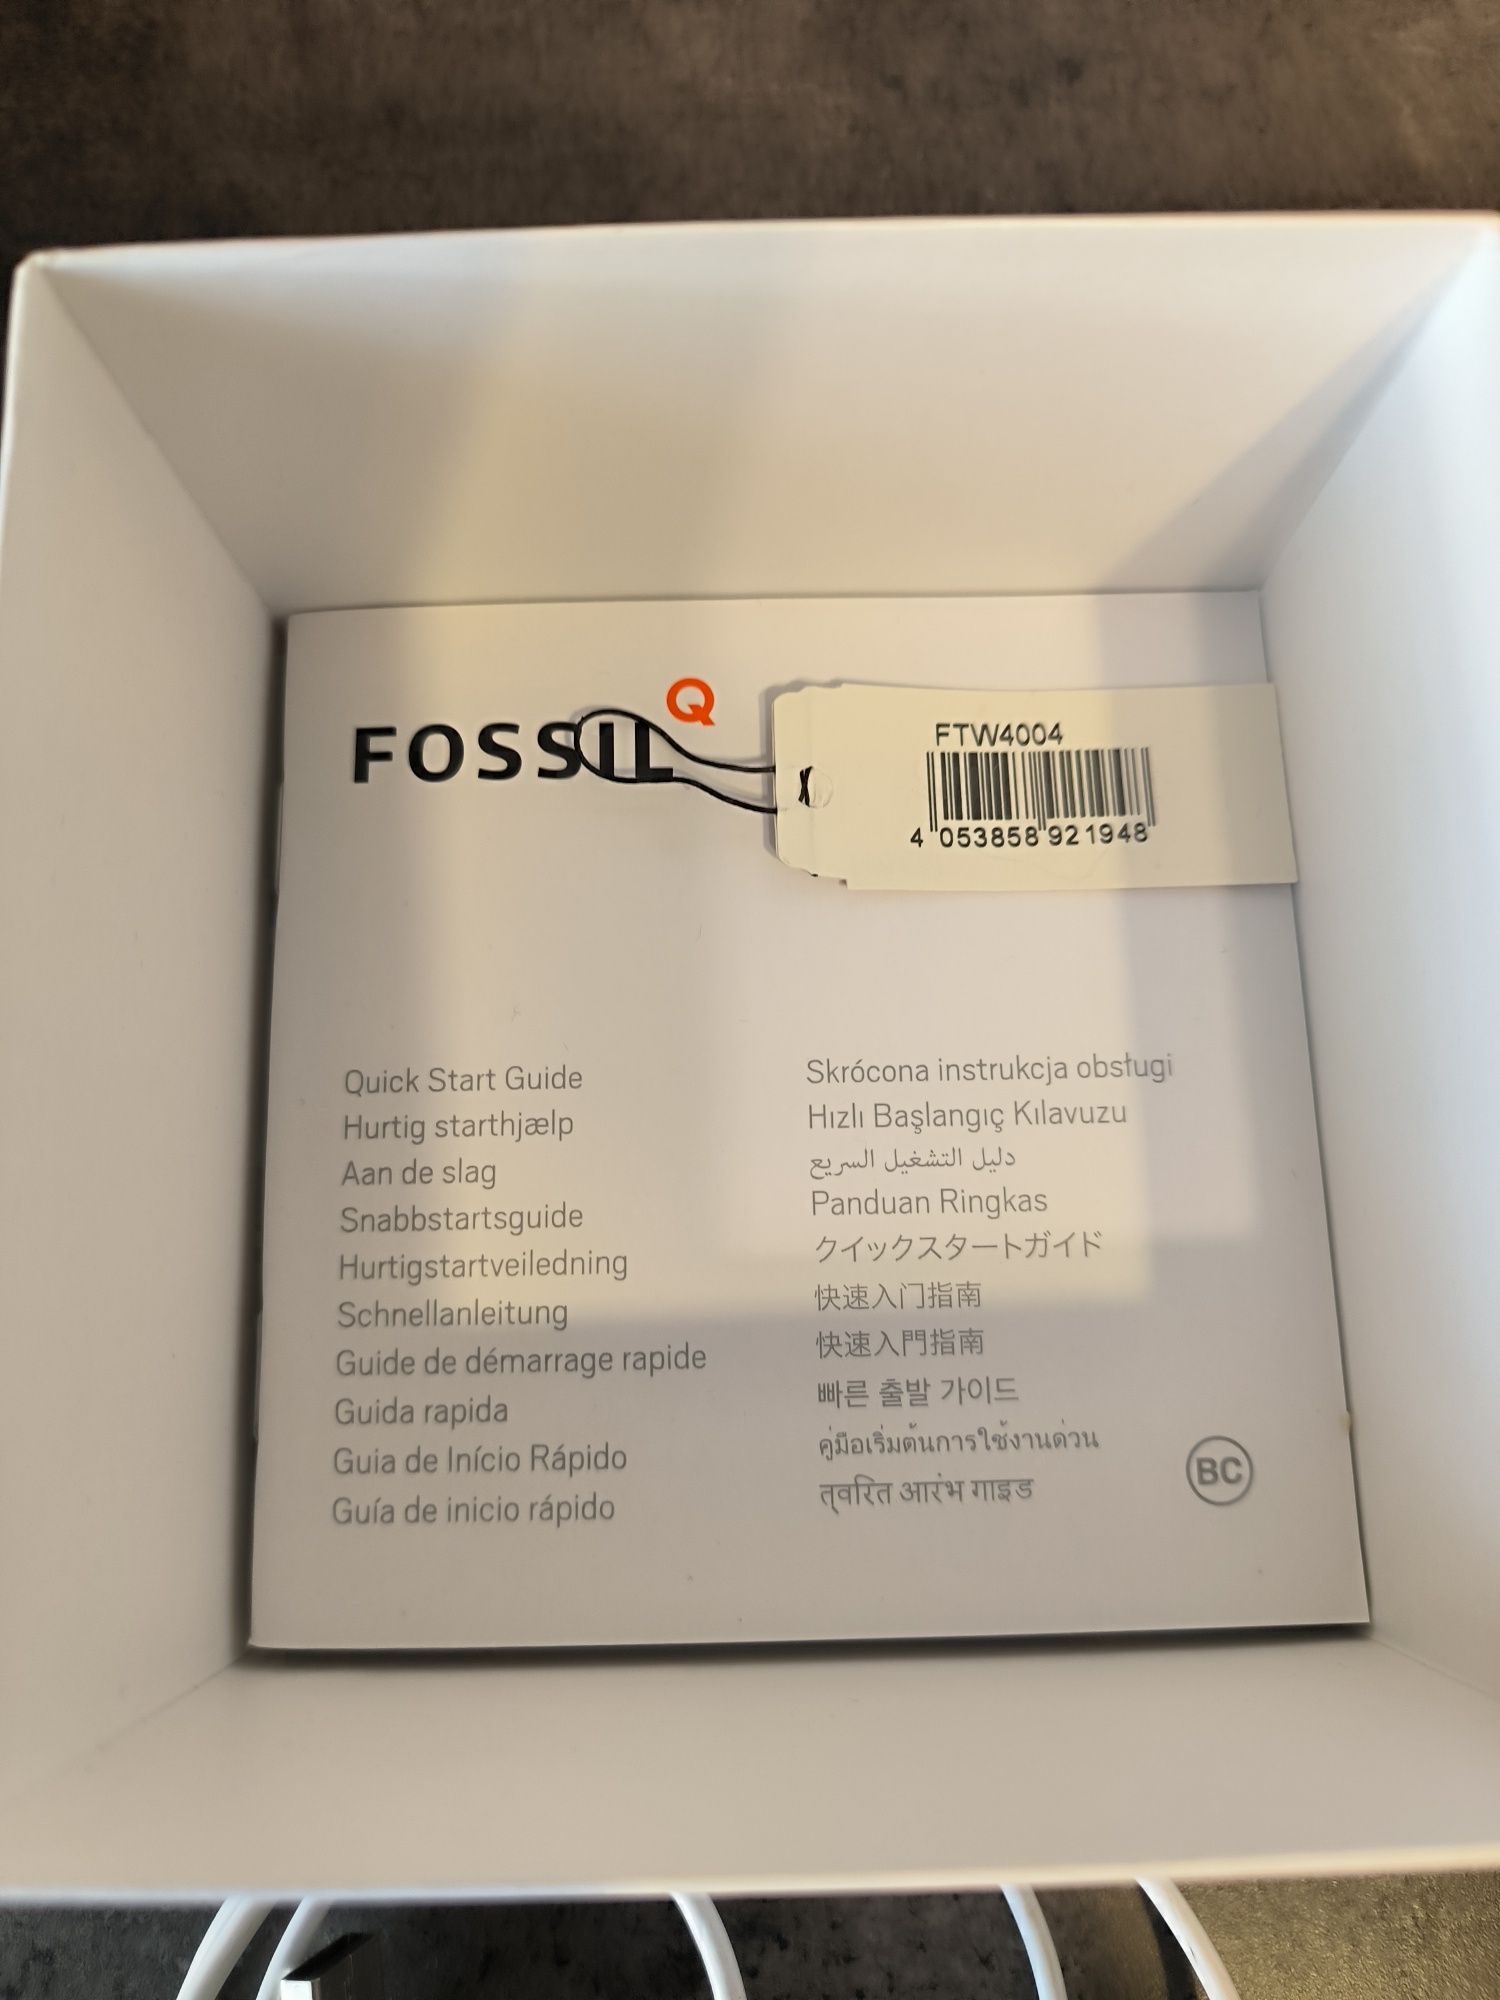 FOSSIL Q
FTW4004
4 053858 921948
Quick Start Guide
Hurtig starthjælp
Aan de slag
Snabbstartsguide
Hurtigstartveiledning
Schnellanleitung
Guide de démarrage rapide
Guida rapida
Guia de Início Rápido
Guía de inicio rápido
Skrócona instrukcja obsługi
Hızlı Başlangıç Kılavuzu
دليل التشغيل السريع
Panduan Ringkas
クイックスタートガイド
快速入门指南
快速入門指南
빠른 출발 가이드
คู่มือเริ่มต้นการใช้งานด่วน
त्वरित आरंभ गाइड
BC